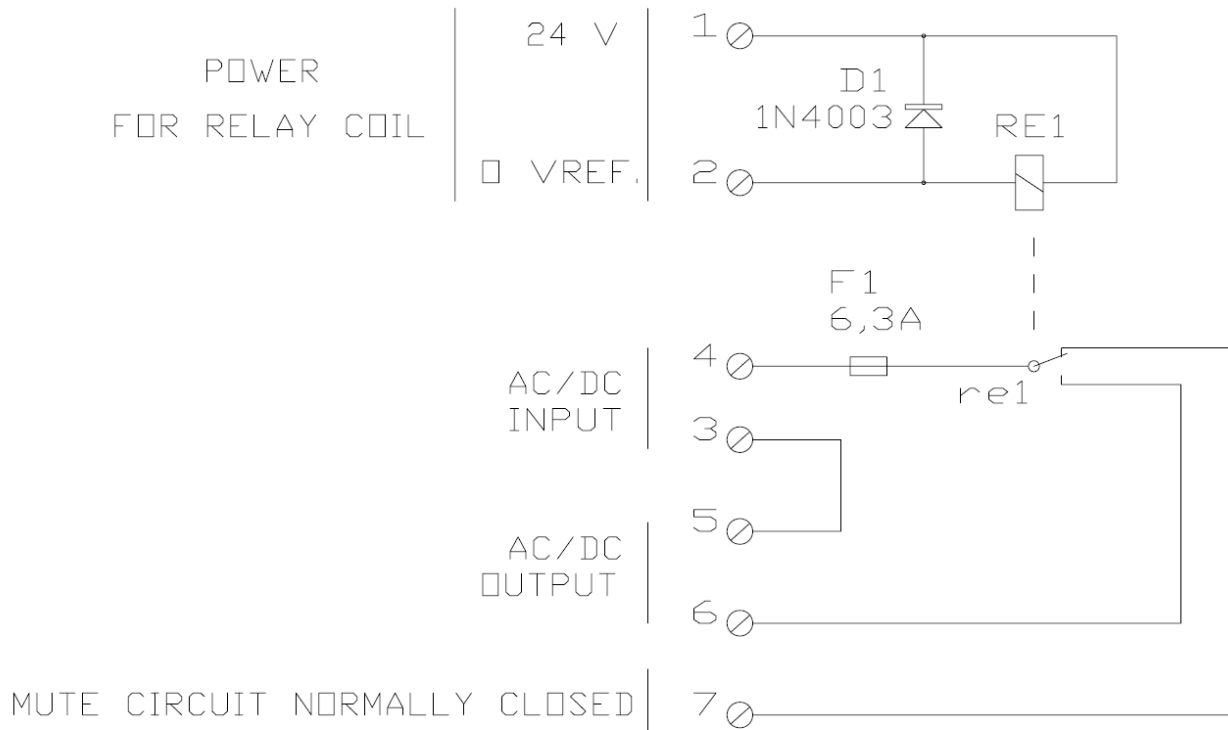 24 V
1
POWER
FOR RELAY COIL
D1
1N4003
RE1
0 VREF.
2
F1
6,3A
4
re1
AC/DC
INPUT
3
5
AC/DC
OUTPUT
6
MUTE CIRCUIT NORMALLY CLOSED
7